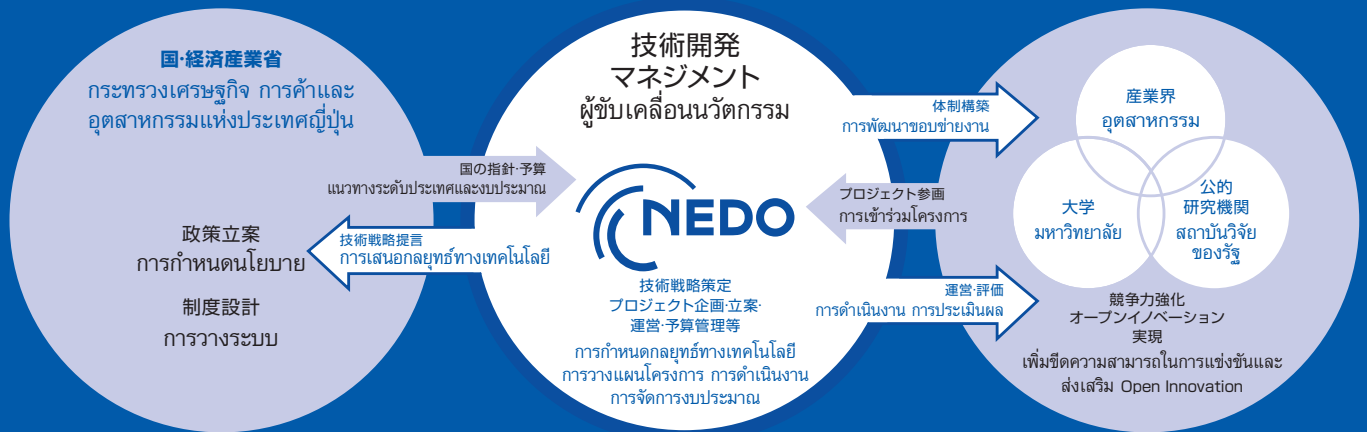 国・経済産業省
กระทรวงเศรษฐกิจ การค้าและ
อุตสาหกรรมแห่งประเทศญี่ปุ่น
政策立案
การกำหนดนโยบาย
制度設計
การวางระบบ
国の指針・予算
แนวทางระดับประเทศและงบประมาณ
技術戦略提言
การเสนอกลยุทธ์ทางเทคโนโลยี
技術開発
マネジメント
ผู้ขับเคลื่อนนวัตกรรม
NEDO
技術戦略策定
プロジェクト企画・立案・
運営・予算管理等
การกำหนดกลยุทธ์ทางเทคโนโลยี
การวางแผนโครงการ การดำเนินงาน
การจัดการงบประมาณ
体制構築
การพัฒนาขอบข่ายงาน
プロジェクト参画
การเข้าร่วมโครงการ
運営・評価
การดำเนินงาน การประเมินผล
産業界
อุตสาหกรรม
大学
มหาวิทยาลัย
公的
研究機関
สถาบันวิจัย
ของรัฐ
競争力強化
オープンイノベーション
実現
เพิ่มขีดความสามารถในการแข่งขันและ
ส่งเสริม Open Innovation